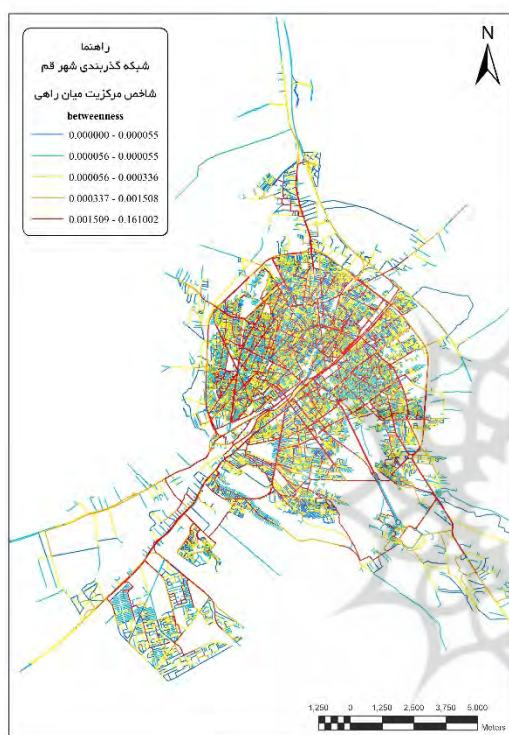 راهنما
شبکه گذربندی شهر قم
شاخص مرکزیت میان راهی
betweenness
0.000000 - 0.000055
0.000056 - 0.000055
0.000056 - 0.000336
0.000337 - 0.001508
0.001509 - 0.161002
N
1,250 0 1,250 2,500 3,750 5,000
Meters